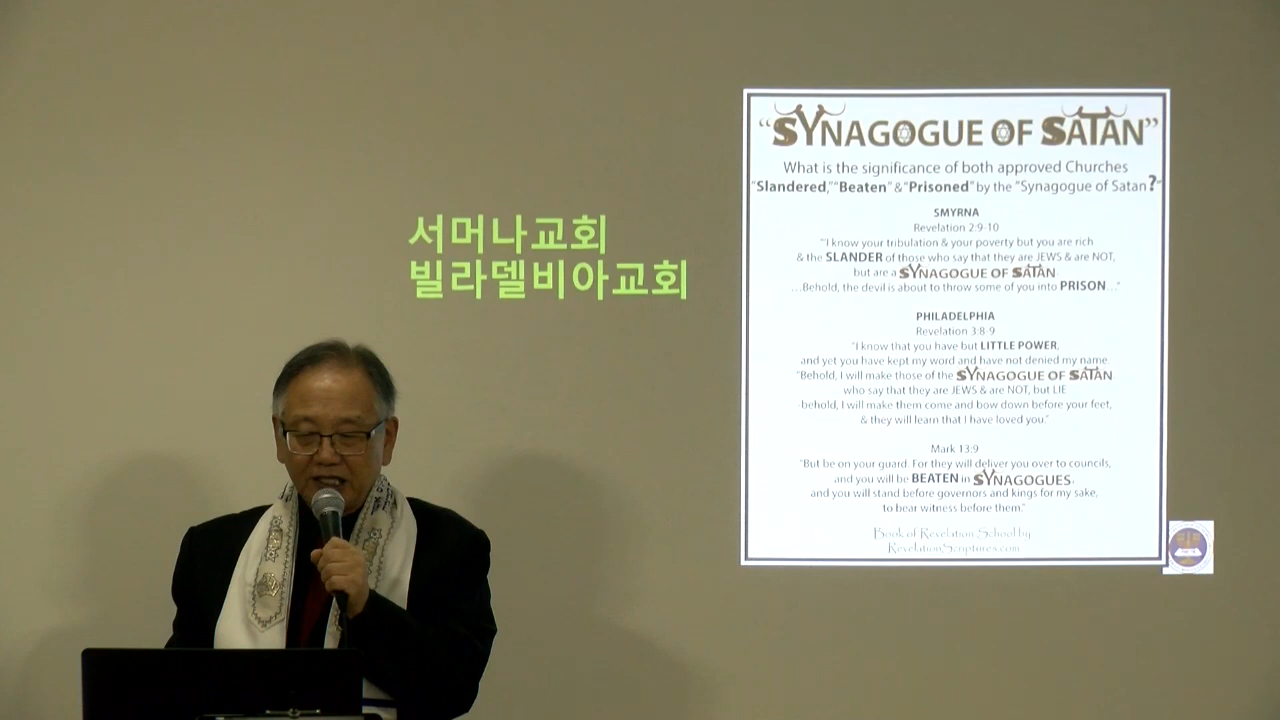 서머나교회
빌라델비아교회
“SYNAGOGUE OF SATAN”
What is the significance of both approved Churches
“Slandered,” “Beaten” & “Prisoned” by the “Synagogue of Satan?”
SMYRNA
Revelation 2:9-10
“‘I know your tribulation & your poverty but you are rich
& the SLANDER of those who say that they are JEWS & are NOT,
but are a SYNAGOGUE OF SATAN.
…Behold, the devil is about to throw some of you into PRISON…”
PHILADELPHIA
Revelation 3:8-9
“I know that you have but LITTLE POWER,
and yet you have kept my word and have not denied my name.
“Behold, I will make those of the SYNAGOGUE OF SATAN
who say that they are JEWS & are NOT, but LIE
-behold, I will make them come and bow down before your feet,
& they will learn that I have loved you.”
Mark 13:9
“But be on your guard. For they will deliver you over to councils,
and you will be BEATEN in SYNAGOGUES,
and you will stand before governors and kings for my sake,
to bear witness before them.”
Book of Revelation School by
RevelationScriptures.com